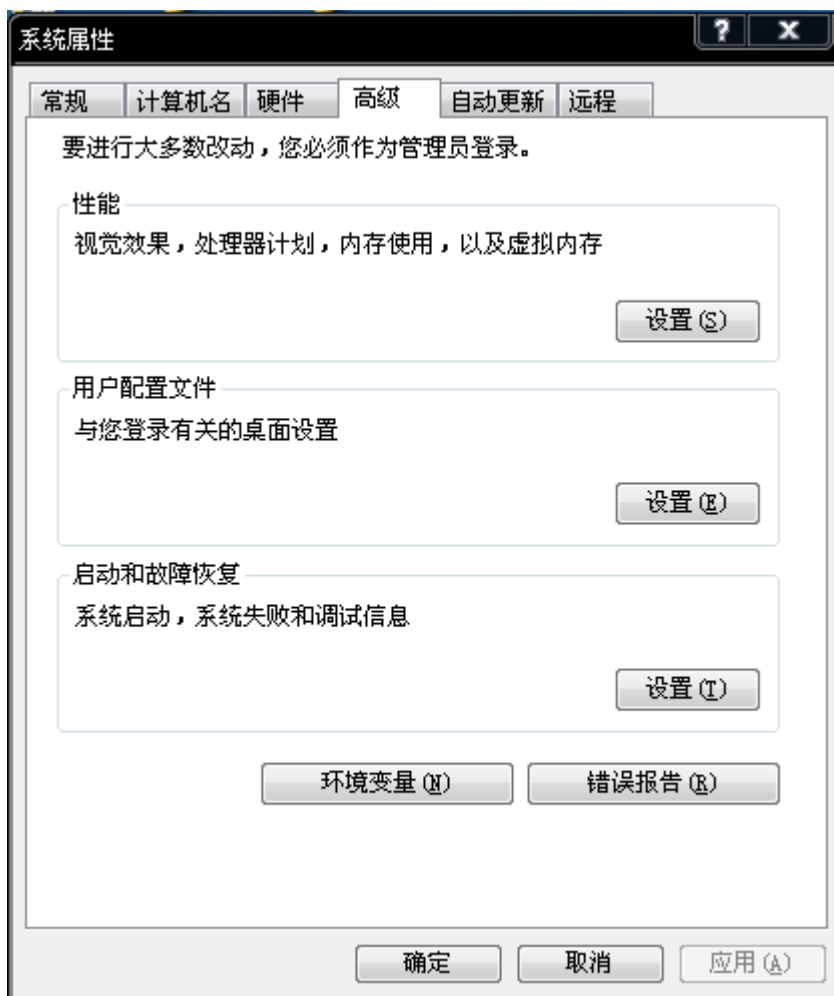 系统属性
常规 计算机名 硬件 高级 自动更新 远程
要进行大多数改动，您必须作为管理员登录。
性能
视觉效果，处理器计划，内存使用，以及虚拟内存
设置(S)
用户配置文件
与您登录有关的桌面设置
设置(E)
启动和故障恢复
系统启动，系统失败和调试信息
设置(T)
环境变量(N) 错误报告(R)
确定 取消 应用(A)